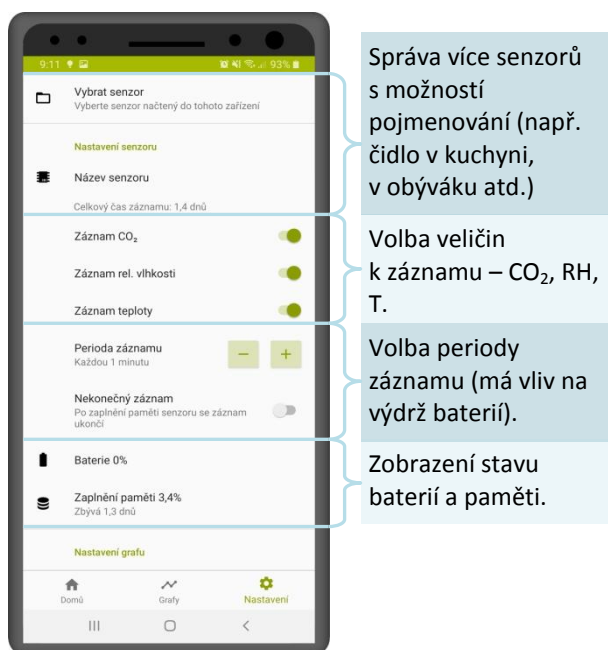 9:11 93%
Vybrat senzor
Vyberte senzor načtený do tohoto zařízení
Nastavení senzoru
Název senzoru
Celkový čas záznamu: 1,4 dnů
Záznam CO₂
Záznam rel. vlhkosti
Záznam teploty
Perioda záznamu
Každou 1 minutu
− +
Nekonečný záznam
Po zaplnění paměti senzoru se záznam
ukončí
Baterie 0%
Zaplnění paměti 3,4%
Zbývá 1,3 dnů
Nastavení grafu
Domů Grafy Nastavení
Správa více senzorů
s možností
pojmenování (např.
čidlo v kuchyni,
v obýváku atd.)
Volba veličin
k záznamu – CO₂, RH,
T.
Volba periody
záznamu (má vliv na
výdrž baterií).
Zobrazení stavu
baterií a paměti.